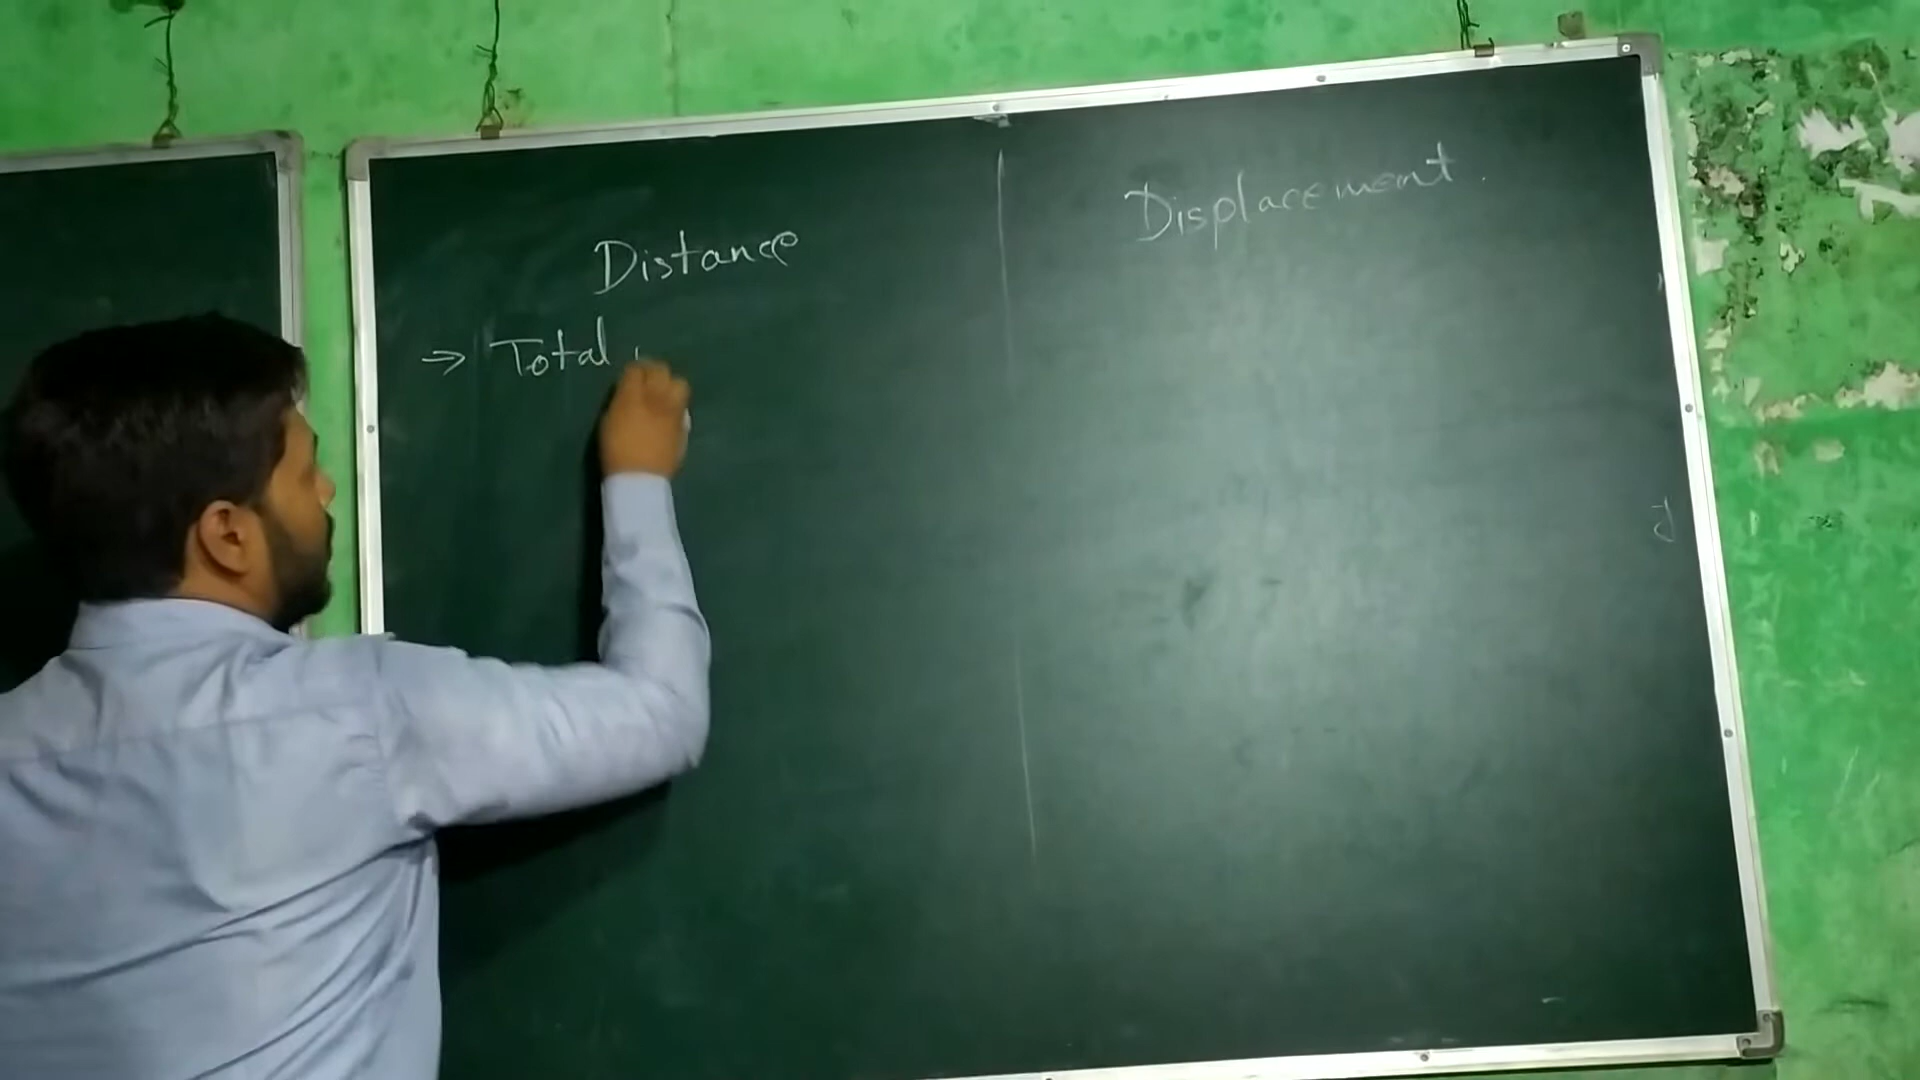 Distance
Displacement.
→ Total